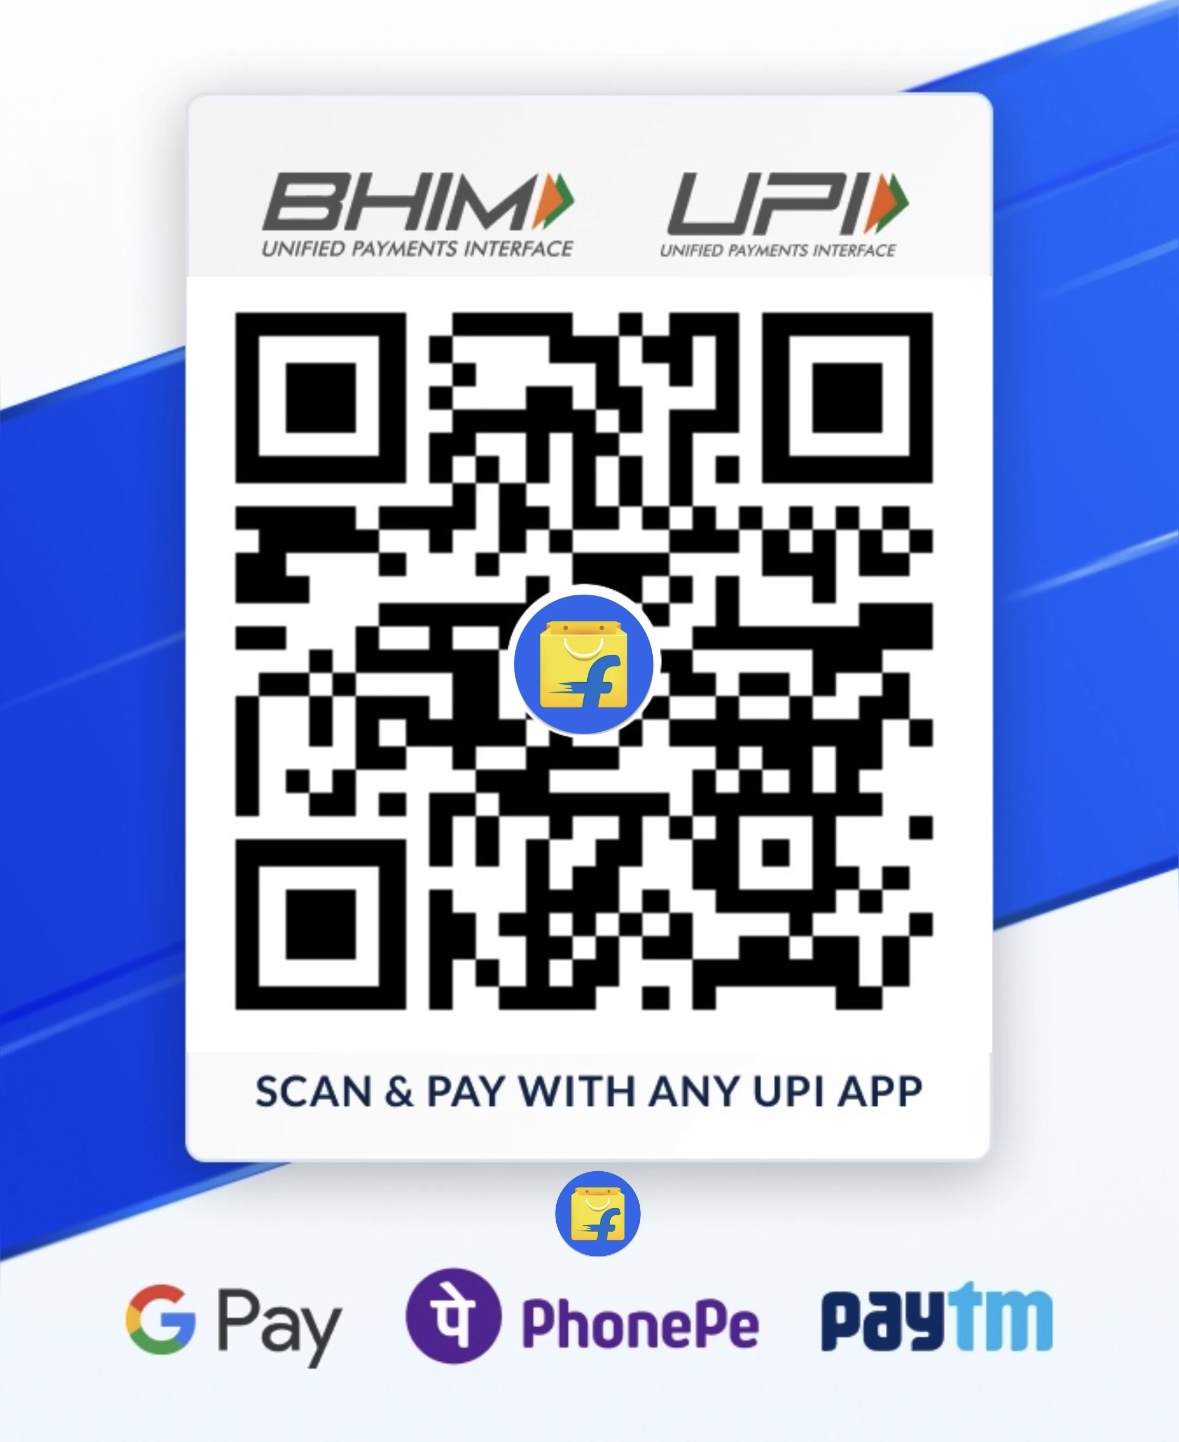 BHIM UPI
UNIFIED PAYMENTS INTERFACE UNIFIED PAYMENTS INTERFACE
f
SCAN & PAY WITH ANY UPI APP
f
G Pay पे PhonePe paytm